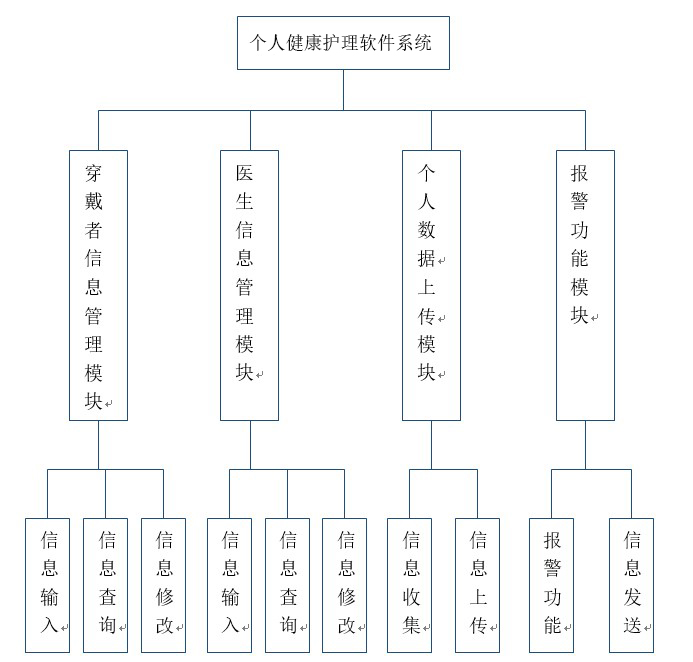 个人健康护理软件系统
穿戴者信息管理模块
医生信息管理模块
个人数据上传模块
报警功能模块
信息输入
信息查询
信息修改
信息输入
信息查询
信息修改
信息收集
信息上传
报警功能
信息发送